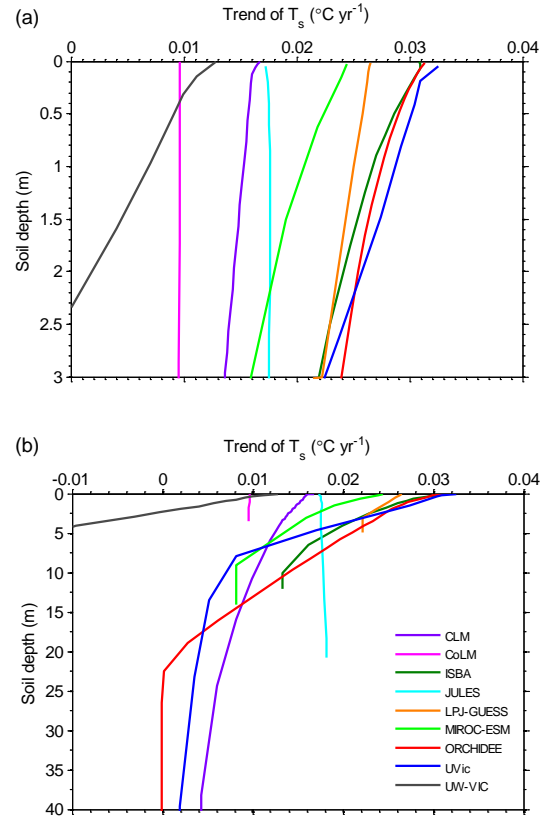 (a)
Trend of Ts (°C yr-1)
0 0.01 0.02 0.03 0.04
0
0.5
1
1.5
2
2.5
3
Soil depth (m)
(b)
Trend of Ts (°C yr-1)
-0.01 0 0.01 0.02 0.03 0.04
0
5
10
15
20
25
30
35
40
Soil depth (m)
CLM
CoLM
ISBA
JULES
LPJ-GUESS
MIROC-ESM
ORCHIDEE
UVic
UW-VIC